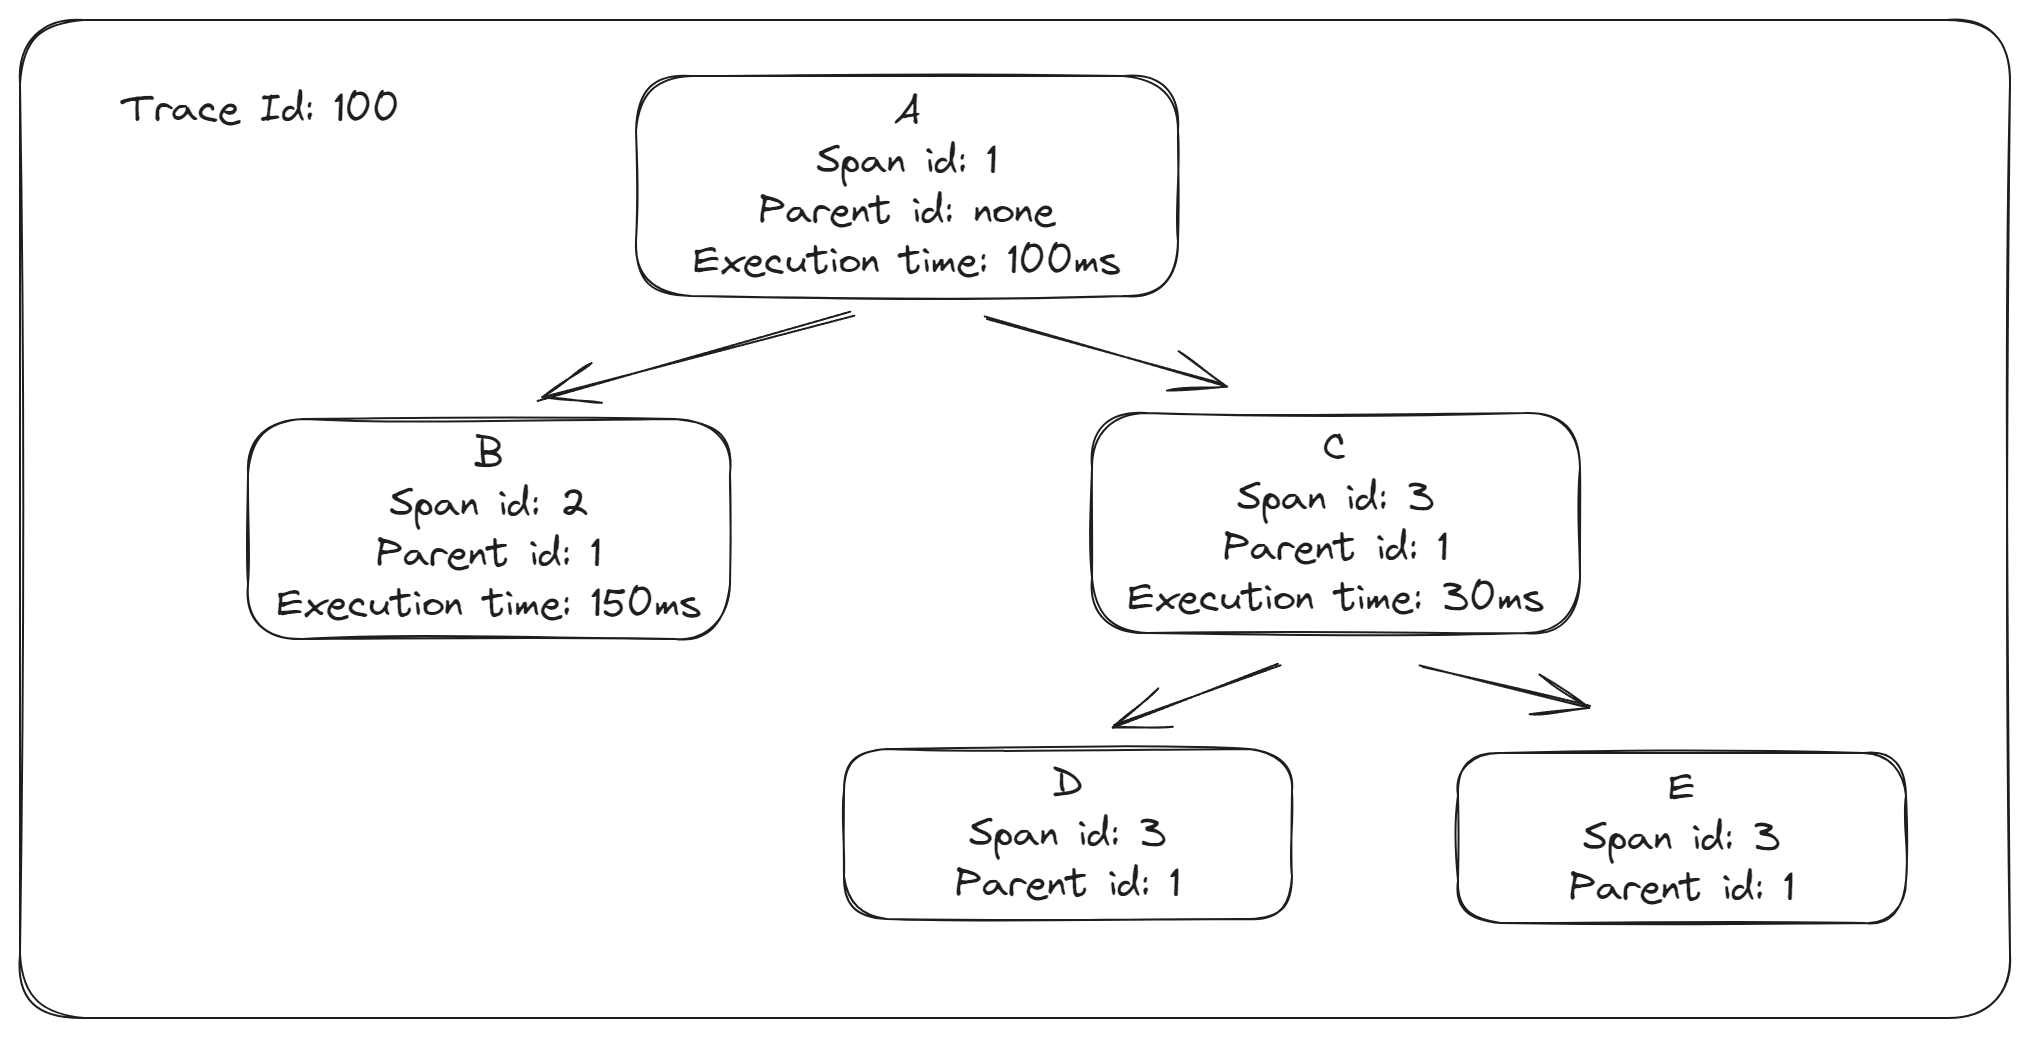 Trace Id: 100
A
Span id: 1
Parent id: none
Execution time: 100ms
B
Span id: 2
Parent id: 1
Execution time: 150ms
C
Span id: 3
Parent id: 1
Execution time: 30ms
D
Span id: 3
Parent id: 1
E
Span id: 3
Parent id: 1